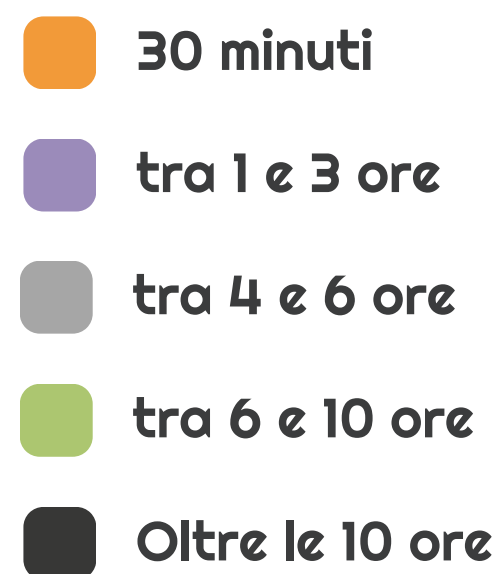 30 minuti
tra 1 e 3 ore
tra 4 e 6 ore
tra 6 e 10 ore
Oltre le 10 ore